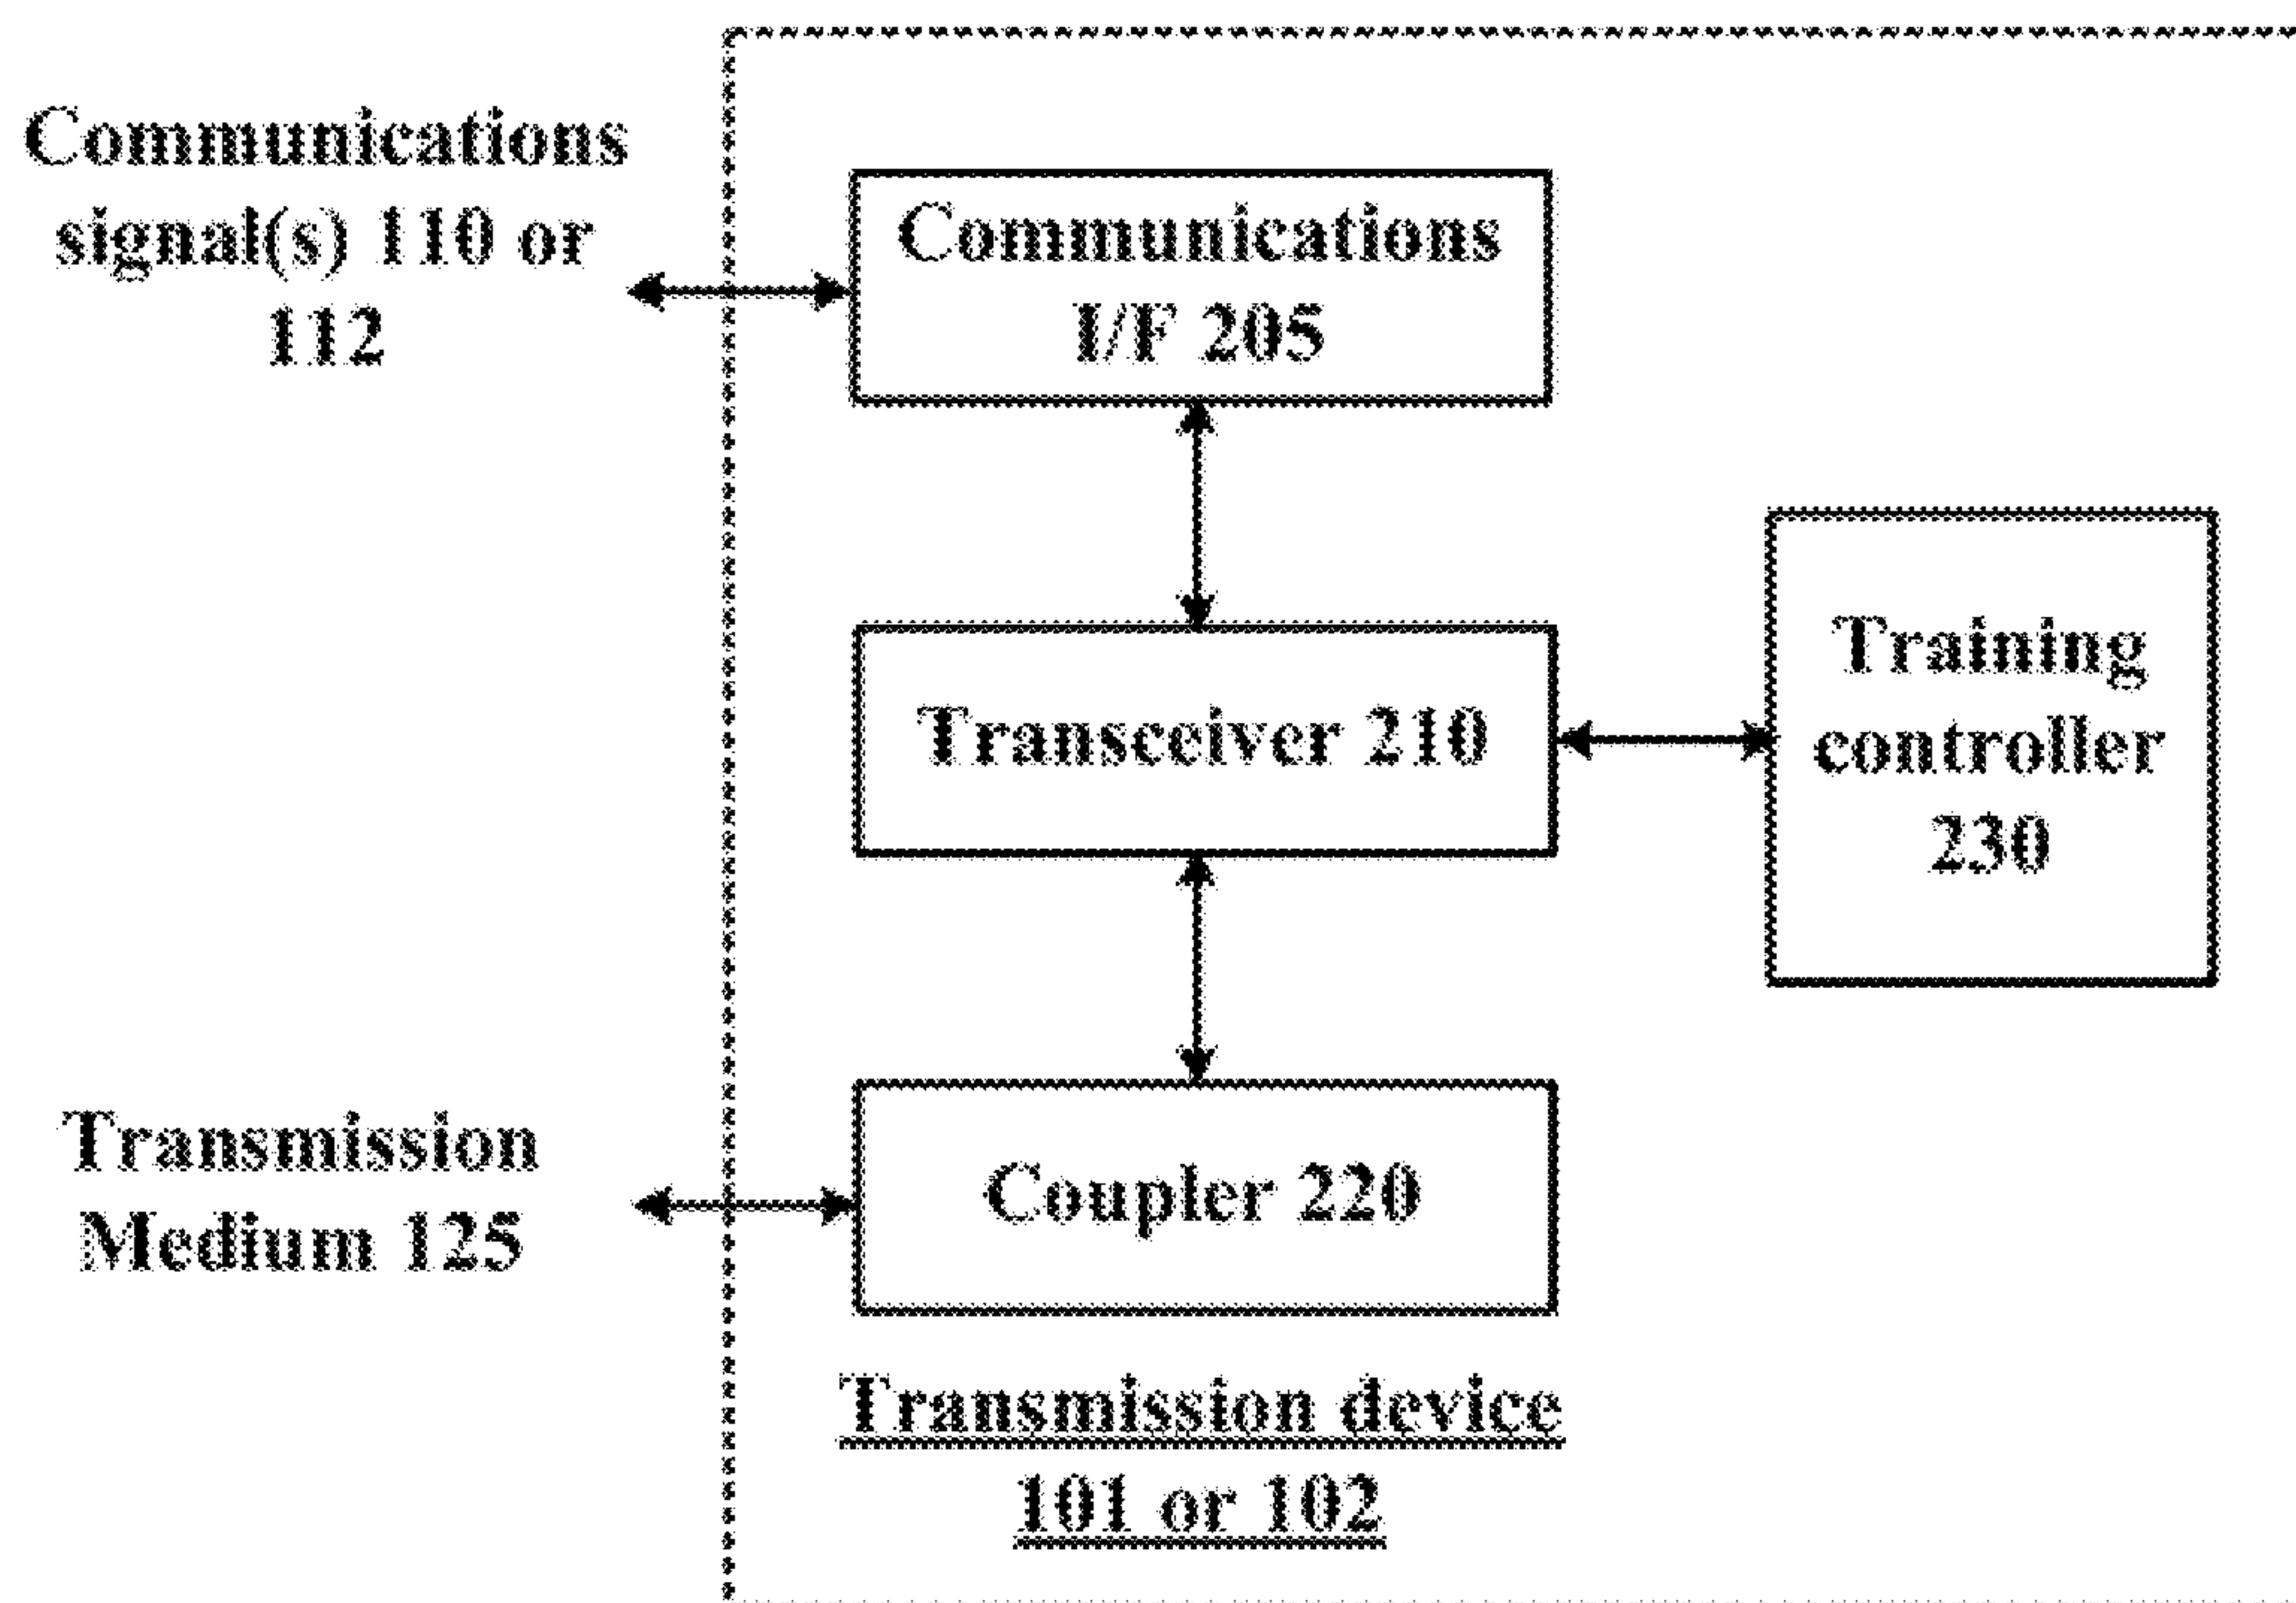 Communications
signal(s) 110 or
112
Communications
I/F 205
Transceiver 210
Training
controller
230
Transmission
Medium 125
Coupler 220
Transmission device
101 or 102